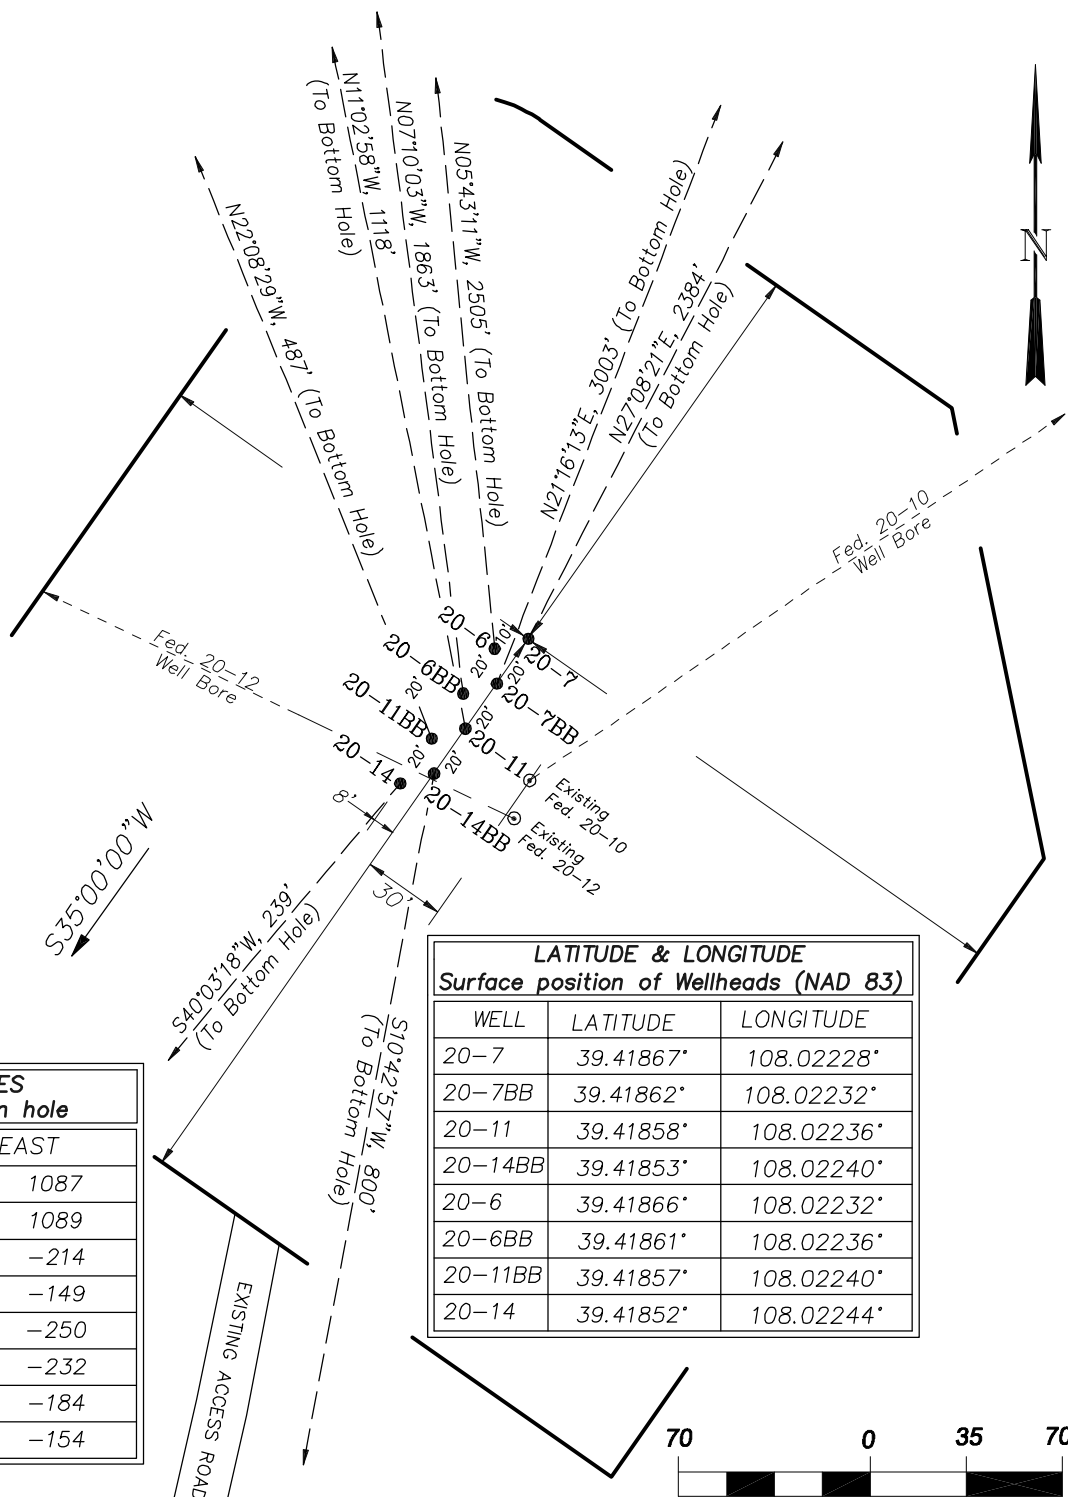 N11°02'58"W, 1118'
(To Bottom Hole)
N07°10'03"W, 1863' (To Bottom Hole)
N05°43'11"W, 2505' (To Bottom Hole)
N22°08'29"W, 487' (To Bottom Hole)
N21°16'13"E, 3003' (To Bottom Hole)
N27°08'21"E, 2384'
(To Bottom Hole)
N
Fed. 20-10
Well Bore
Fed. 20-12
Well Bore
20-6
10'
20-7
20'
20'
20-6BB
20-7BB
20'
20'
20-11BB
20-11
20'
20'
20-14
20-14BB
8'
30'
Existing
Fed. 20-10
Existing
Fed. 20-12
S35°00'00"W
S40°03'18"W, 239'
(To Bottom Hole)
S10°42'57"W, 800'
(To Bottom Hole)
LATITUDE & LONGITUDE
Surface position of Wellheads (NAD 83)
WELL LATITUDE LONGITUDE
20-7 39.41867° 108.02228°
20-7BB 39.41862° 108.02232°
20-11 39.41858° 108.02236°
20-14BB 39.41853° 108.02240°
20-6 39.41866° 108.02232°
20-6BB 39.41861° 108.02236°
20-11BB 39.41857° 108.02240°
20-14 39.41852° 108.02244°
ES
n hole
EAST
1087
1089
-214
-149
-250
-232
-184
-154
EXISTING ACCESS ROAD
70 0 35 70